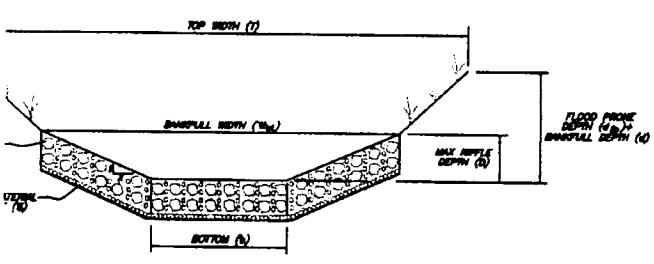 TOP WIDTH (T)
BANKFULL WIDTH
FLOOD PRONE
DEPTH
BANKFULL DEPTH (d)
MAX RIFFLE
DEPTH (D)
BOTTOM (b)